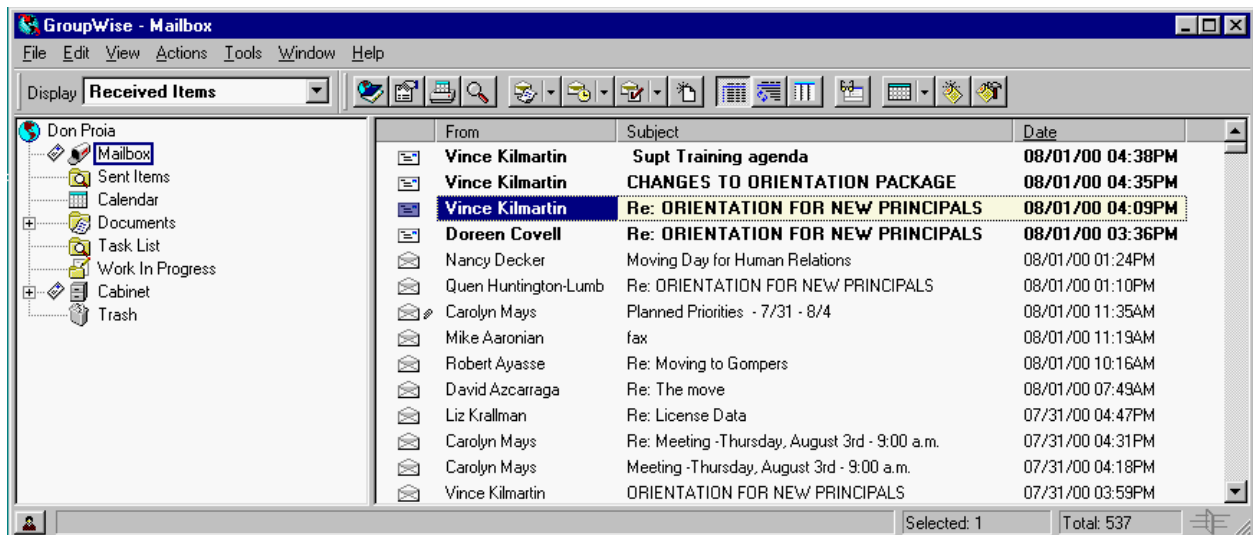 GroupWise - Mailbox
File Edit View Actions Tools Window Help
Display Received Items
Don Proia
Mailbox
Sent Items
Calendar
Documents
Task List
Work In Progress
Cabinet
Trash
From Subject Date
Vince Kilmartin Supt Training agenda 08/01/00 04:38PM
Vince Kilmartin CHANGES TO ORIENTATION PACKAGE 08/01/00 04:35PM
Vince Kilmartin Re: ORIENTATION FOR NEW PRINCIPALS 08/01/00 04:09PM
Doreen Covell Re: ORIENTATION FOR NEW PRINCIPALS 08/01/00 03:36PM
Nancy Decker Moving Day for Human Relations 08/01/00 01:24PM
Quen Huntington-Lumb Re: ORIENTATION FOR NEW PRINCIPALS 08/01/00 01:10PM
Carolyn Mays Planned Priorities - 7/31 - 8/4 08/01/00 11:35AM
Mike Aaronian fax 08/01/00 11:19AM
Robert Ayasse Re: Moving to Gompers 08/01/00 10:16AM
David Azcarraga Re: The move 08/01/00 07:49AM
Liz Krallman Re: License Data 07/31/00 04:47PM
Carolyn Mays Re: Meeting -Thursday, August 3rd - 9:00 a.m. 07/31/00 04:31PM
Carolyn Mays Meeting -Thursday, August 3rd - 9:00 a.m. 07/31/00 04:18PM
Vince Kilmartin ORIENTATION FOR NEW PRINCIPALS 07/31/00 03:59PM
Selected: 1 Total: 537